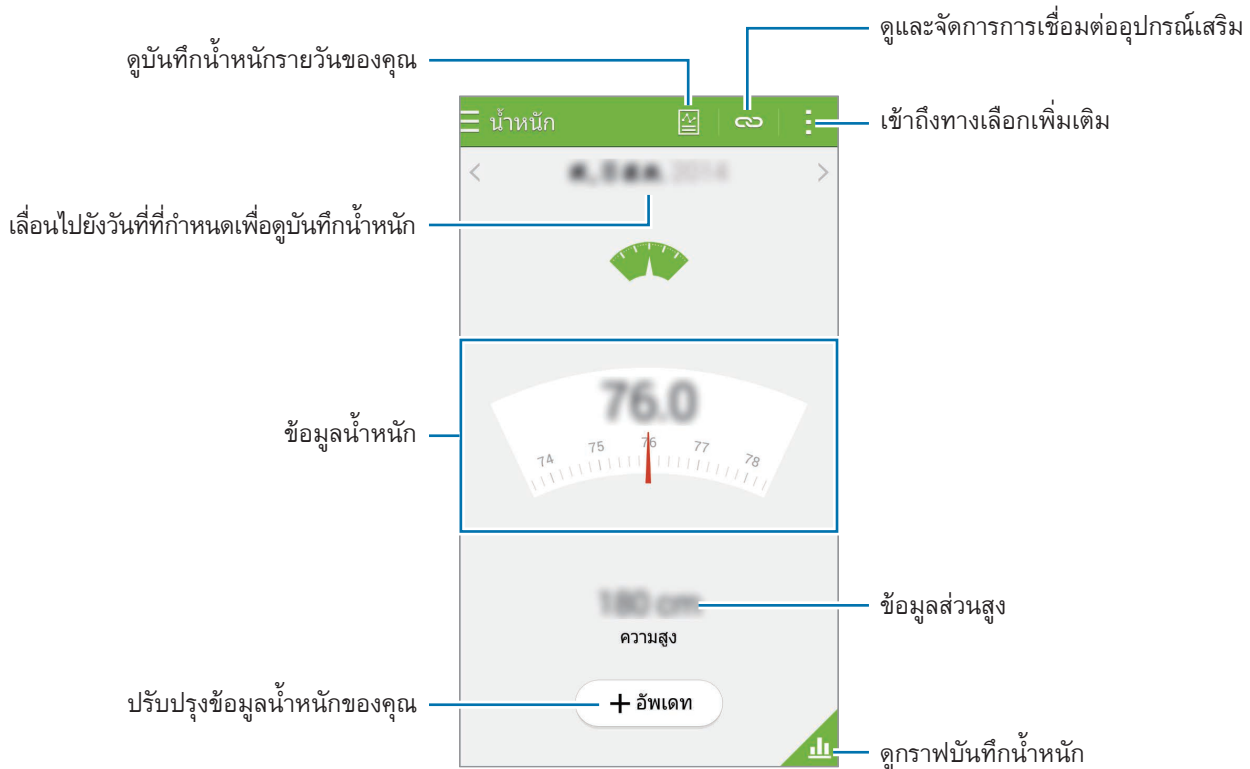 ดูและจัดการการเชื่อมต่ออุปกรณ์เสริม
ดูบันทึกน้ำหนักรายวันของคุณ
น้ำหนัก
เข้าถึงทางเลือกเพิ่มเติม
2014
เลื่อนไปยังวันที่ที่กำหนดเพื่อดูบันทึกน้ำหนัก
76.0
74 75 76 77 78
ข้อมูลน้ำหนัก
180 cm
ข้อมูลส่วนสูง
ความสูง
ปรับปรุงข้อมูลน้ำหนักของคุณ
อัพเดท
ดูกราฟบันทึกน้ำหนัก